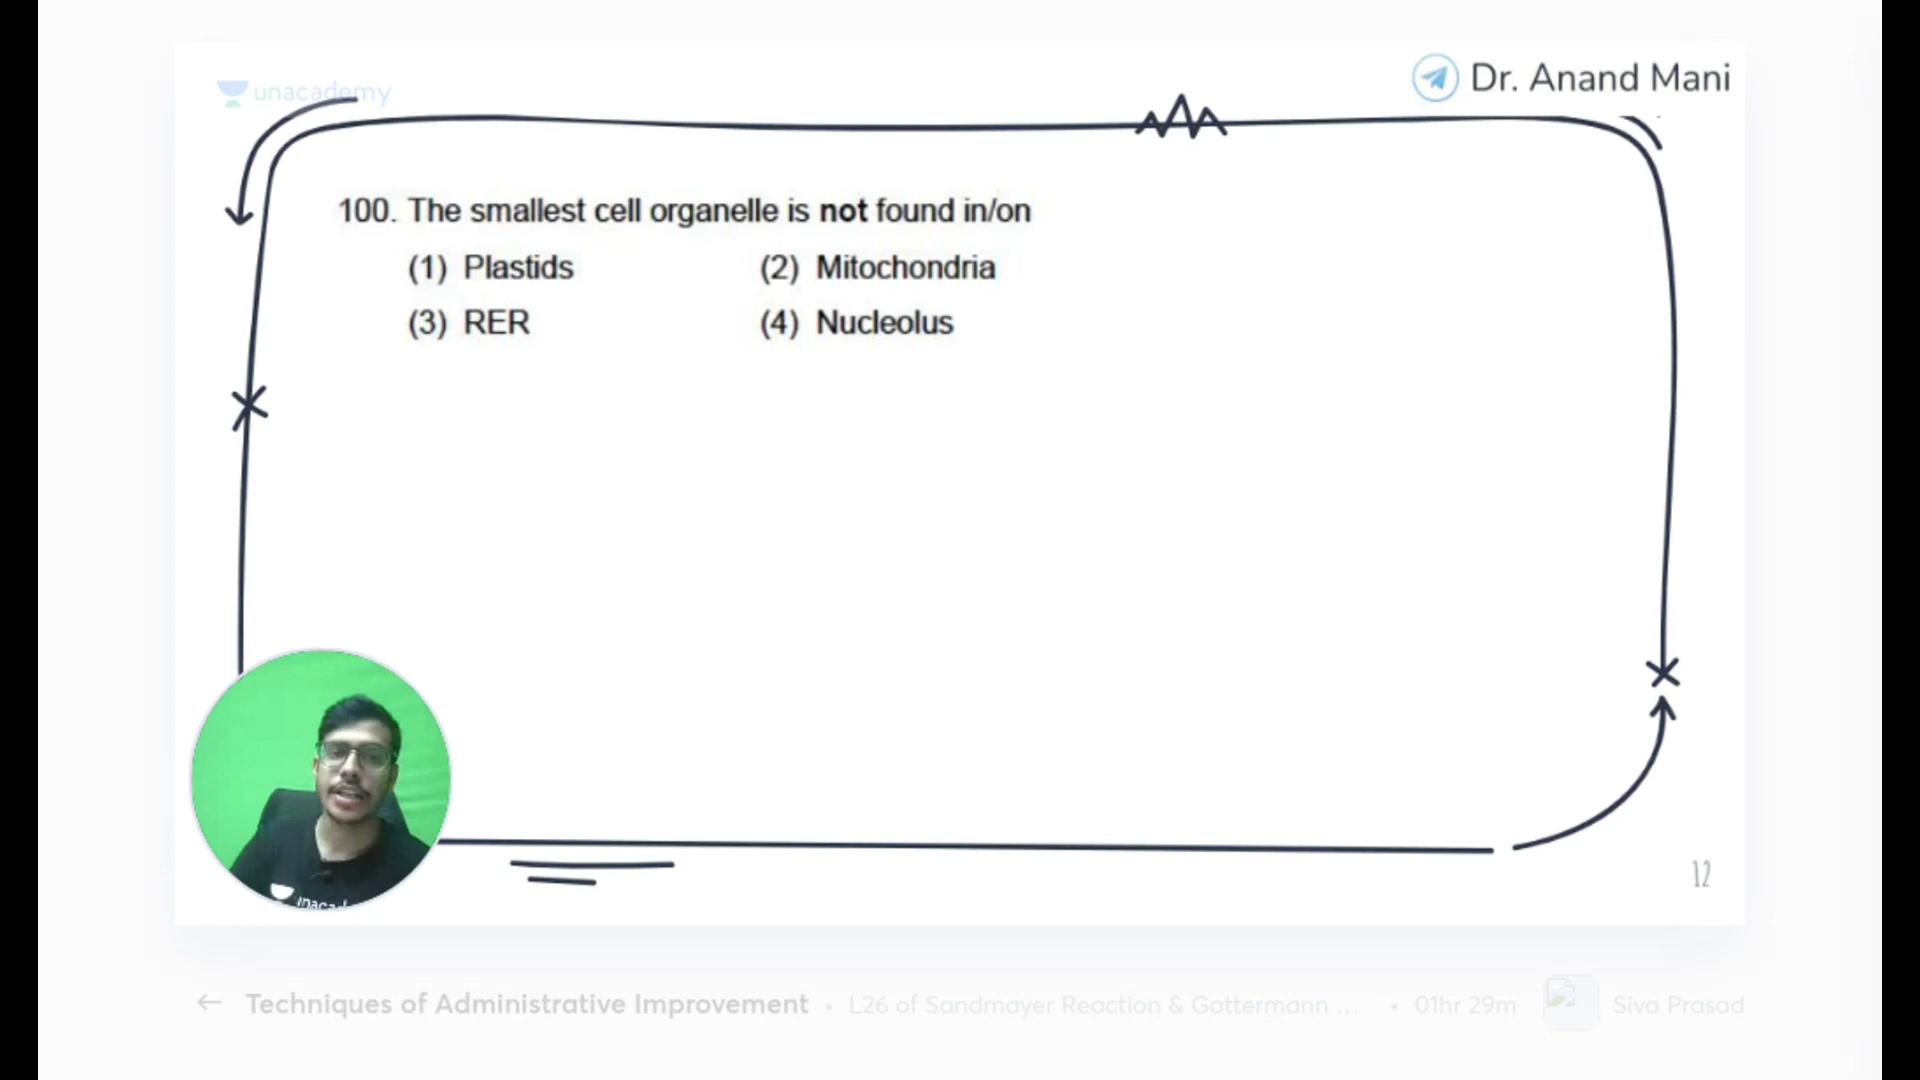 unacademy
Dr. Anand Mani
100. The smallest cell organelle is not found in/on
(1) Plastids (2) Mitochondria
(3) RER (4) Nucleolus
12
← Techniques of Administrative Improvement • L26 of Sandmayer Reaction & Gattermann ... • 01hr 29m Siva Prasad